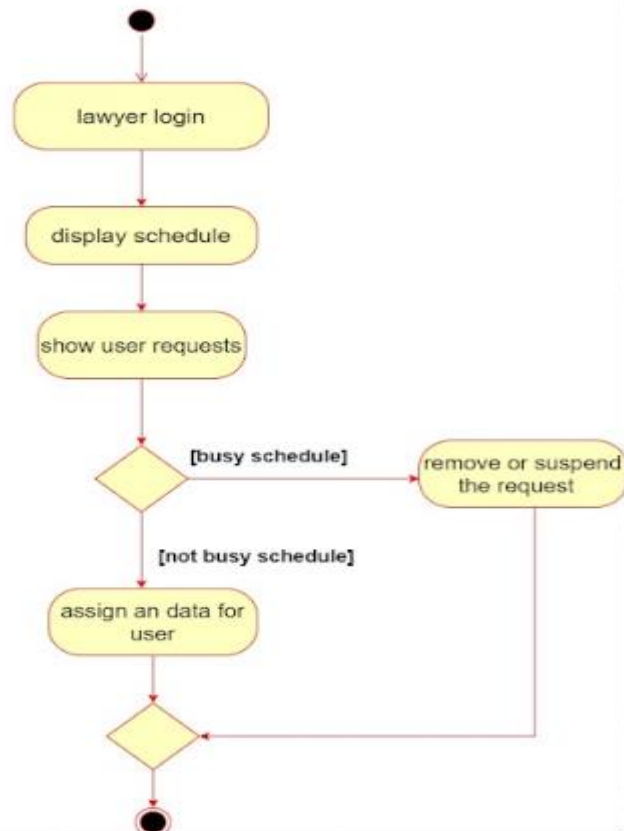 lawyer login
display schedule
show user requests
[busy schedule]
remove or suspend
the request
[not busy schedule]
assign an data for
user